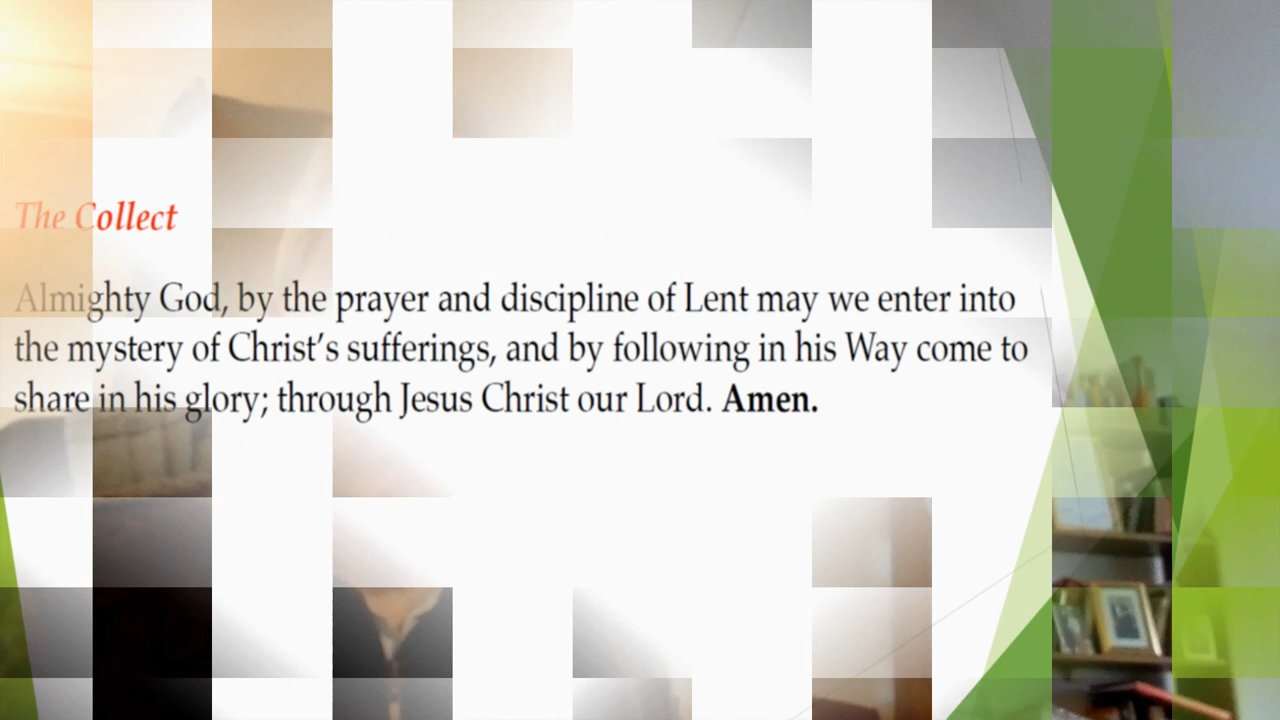 The Collect
Almighty God, by the prayer and discipline of Lent may we enter into
the mystery of Christ’s sufferings, and by following in his Way come to
share in his glory; through Jesus Christ our Lord. Amen.